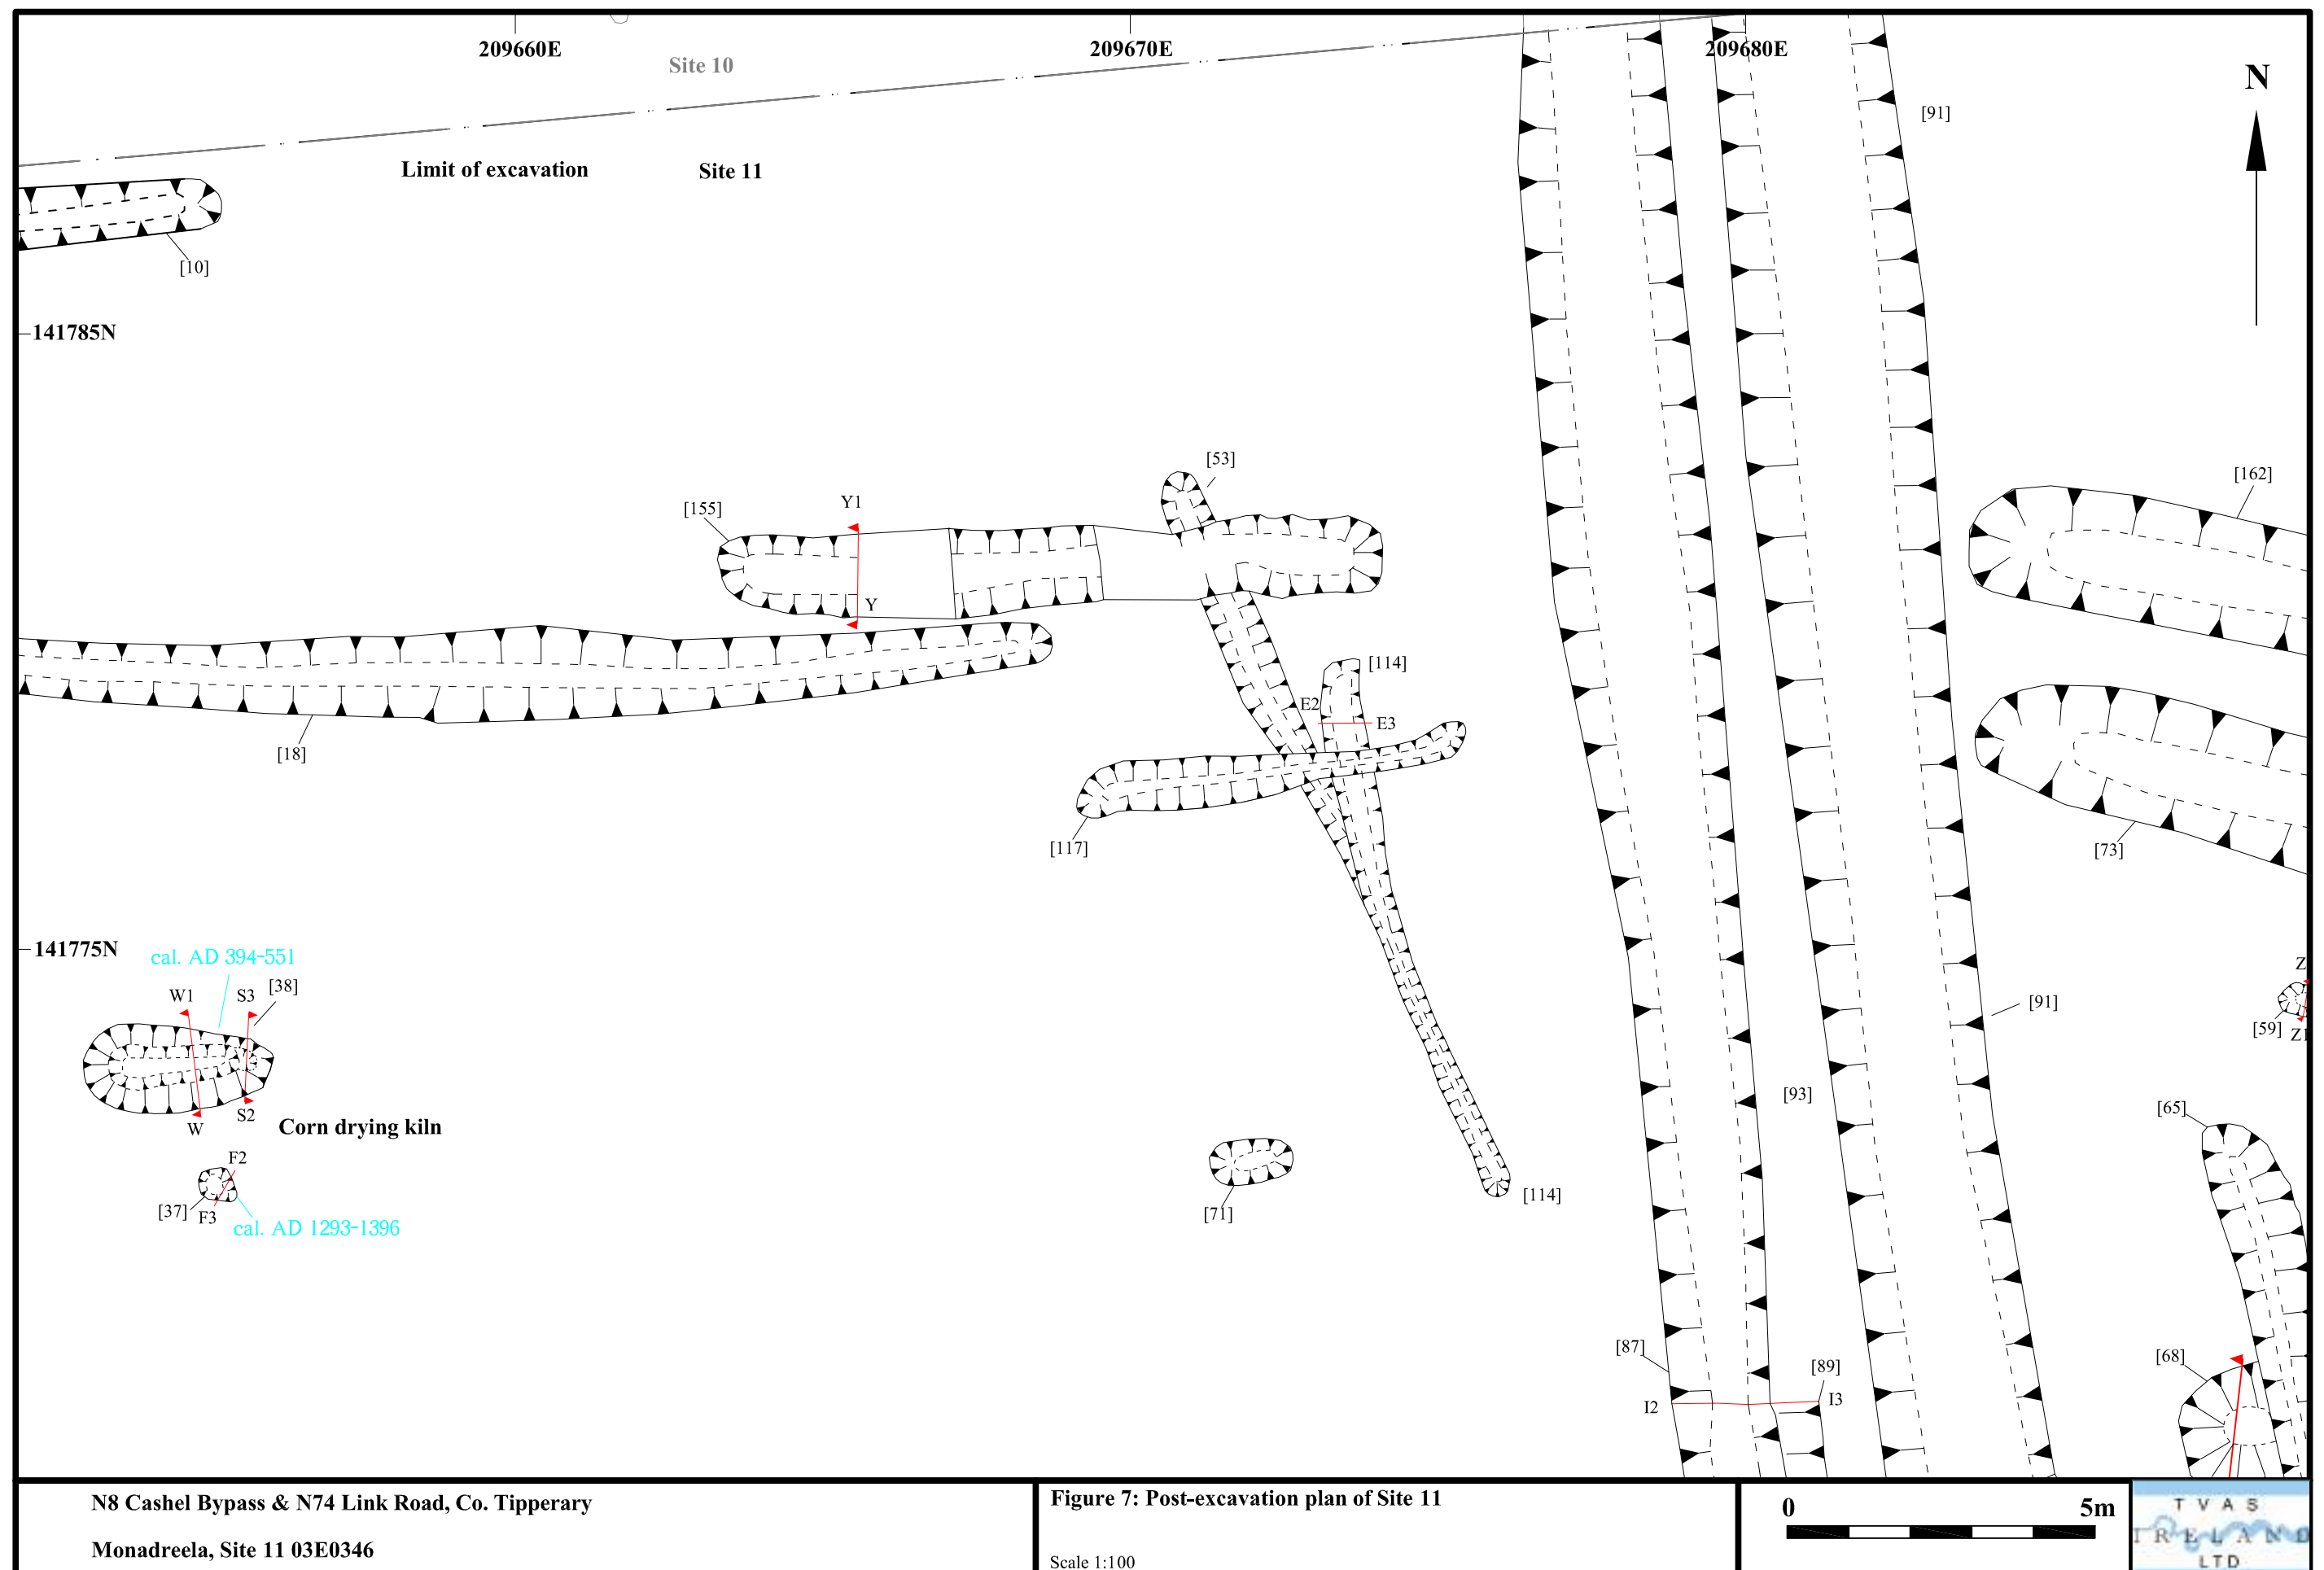 209660E
209670E
209680E
Site 10
N
[91]
Limit of excavation
Site 11
[10]
141785N
[53]
[162]
[155]
Y1
Y
[114]
E2
E3
[18]
[117]
[73]
141775N
cal. AD 394-551
[38]
W1
S3
[91]
Z
[59]
[93]
W
S2
Corn drying kiln
[65]
F2
[37]
F3
cal. AD 1293-1396
[71]
[114]
[87]
[89]
[68]
I2
I3
N8 Cashel Bypass & N74 Link Road, Co. Tipperary
Monadreela, Site 11 03E0346
Figure 7: Post-excavation plan of Site 11
Scale 1:100
0
5m
TVAS
IRELAND
LTD